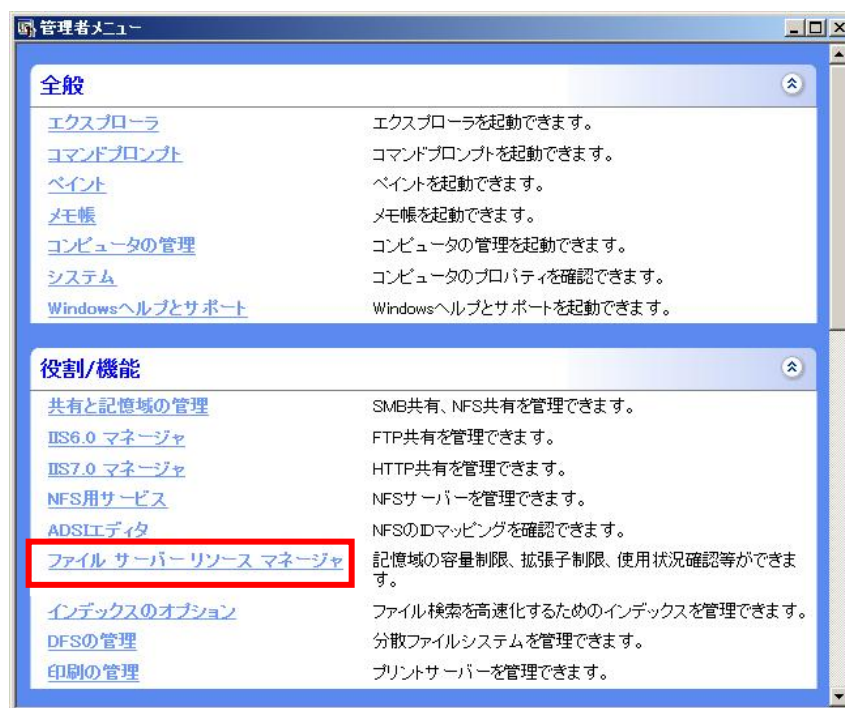 管理者メニュー
全般
エクスプローラ エクスプローラを起動できます。
コマンドプロンプト コマンドプロンプトを起動できます。
ペイント ペイントを起動できます。
メモ帳 メモ帳を起動できます。
コンピュータの管理 コンピュータの管理を起動できます。
システム コンピュータのプロパティを確認できます。
Windowsヘルプとサポート Windowsヘルプとサポートを起動できます。
役割/機能
共有と記憶域の管理 SMB共有、NFS共有を管理できます。
IIS6.0 マネージャ FTP共有を管理できます。
IIS7.0 マネージャ HTTP共有を管理できます。
NFS用サービス NFSサーバーを管理できます。
ADSIエディタ NFSのIDマッピングを確認できます。
ファイル サーバー リソース マネージャ 記憶域の容量制限、拡張子制限、使用状況確認等ができま
す。
インデックスのオプション ファイル検索を高速化するためのインデックスを管理できます。
DFSの管理 分散ファイルシステムを管理できます。
印刷の管理 プリントサーバーを管理できます。